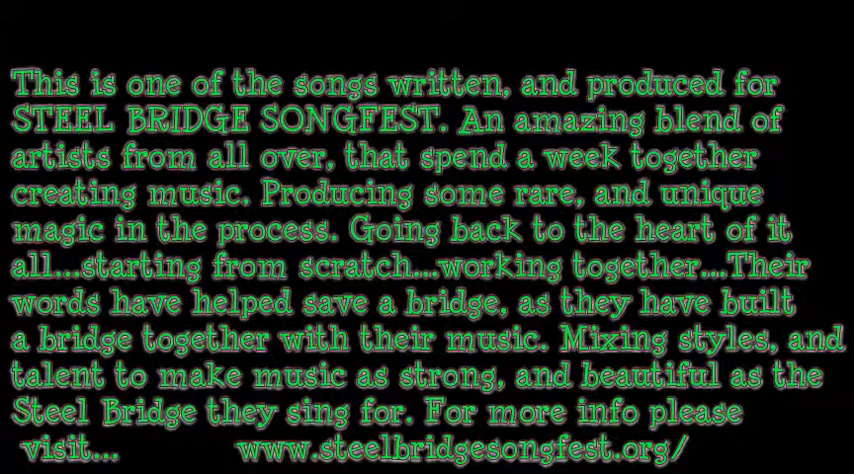 This is one of the songs written, and produced for
STEEL BRIDGE SONGFEST. An amazing blend of
artists from all over, that spend a week together
creating music. Producing some rare, and unique
magic in the process. Going back to the heart of it
all....starting from scratch....working together....Their
words have helped save a bridge, as they have built
a bridge together with their music. Mixing styles, and
talent to make music as strong, and beautiful as the
Steel Bridge they sing for. For more info please
visit... www.steelbridgesongfest.org/